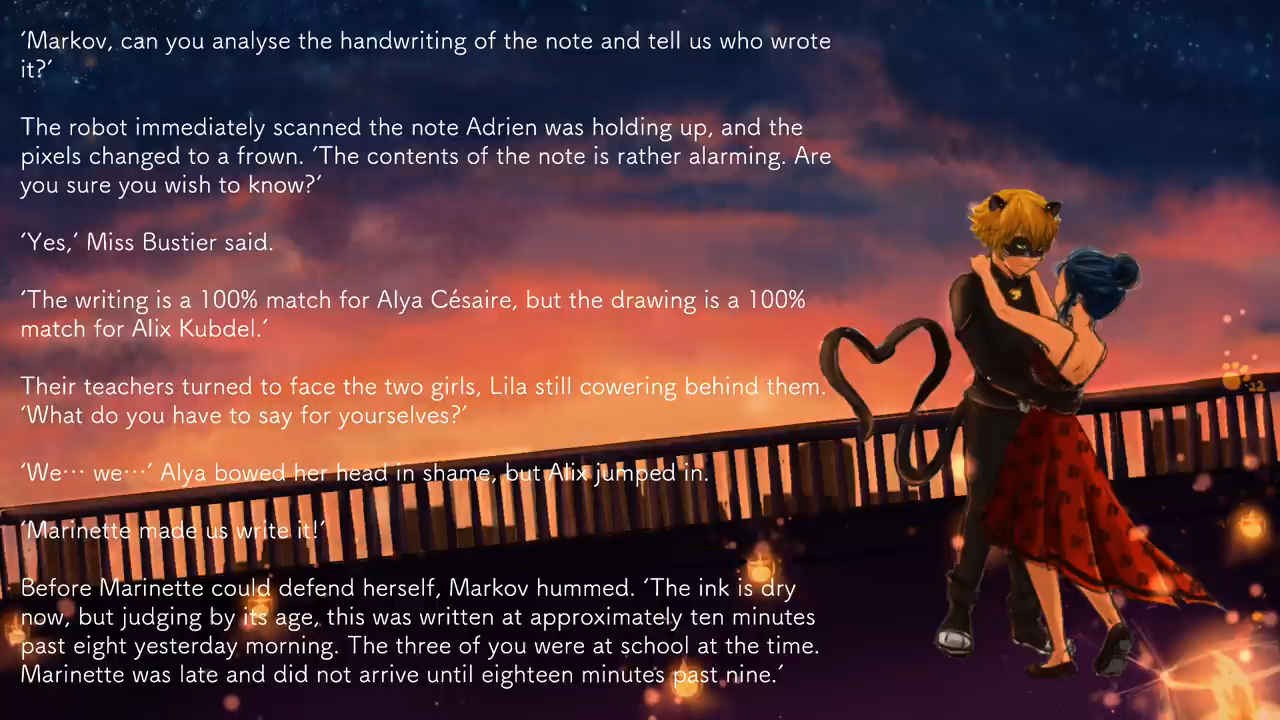 ‘Markov, can you analyse the handwriting of the note and tell us who wrote
it?’
The robot immediately scanned the note Adrien was holding up, and the
pixels changed to a frown. ‘The contents of the note is rather alarming. Are
you sure you wish to know?’
‘Yes,’ Miss Bustier said.
‘The writing is a 100% match for Alya Césaire, but the drawing is a 100%
match for Alix Kubdel.’
Their teachers turned to face the two girls, Lila still cowering behind them.
‘What do you have to say for yourselves?’
‘We… we…’ Alya bowed her head in shame, but Alix jumped in.
‘Marinette made us write it!’
Before Marinette could defend herself, Markov hummed. ‘The ink is dry
now, but judging by its age, this was written at approximately ten minutes
past eight yesterday morning. The three of you were at school at the time.
Marinette was late and did not arrive until eighteen minutes past nine.’